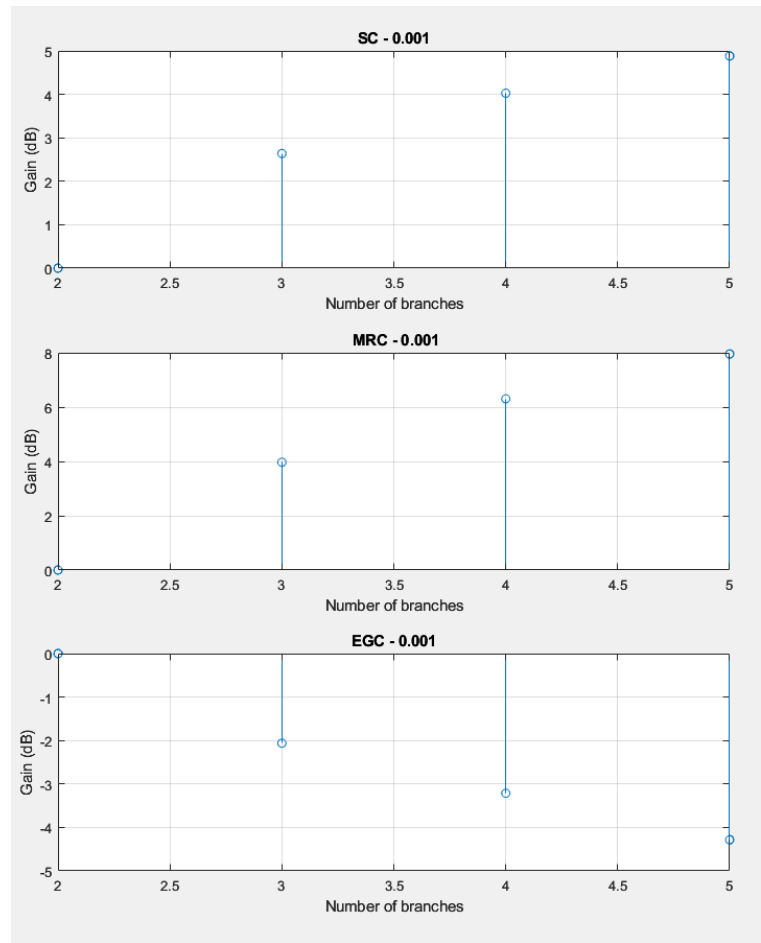 SC - 0.001
5
4
3
2
1
0
Gain (dB)
2 2.5 3 3.5 4 4.5 5
Number of branches
MRC - 0.001
8
6
4
2
0
Gain (dB)
2 2.5 3 3.5 4 4.5 5
Number of branches
EGC - 0.001
0
-1
-2
-3
-4
-5
Gain (dB)
2 2.5 3 3.5 4 4.5 5
Number of branches